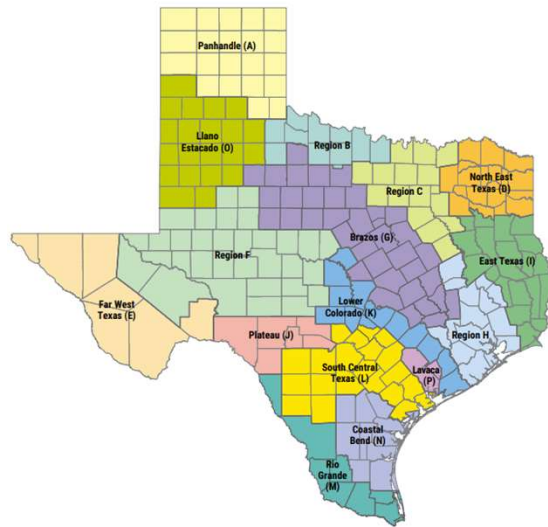 Panhandle (A)
Llano
Estacado (O)
Region B
Region C
North East
Texas (D)
Brazos (G)
East Texas (I)
Region F
Far West
Texas (E)
Lower
Colorado (K)
Region H
Plateau (J)
South Central
Texas (L)
Lavaca
(P)
Coastal
Bend (N)
Rio
Grande
(M)